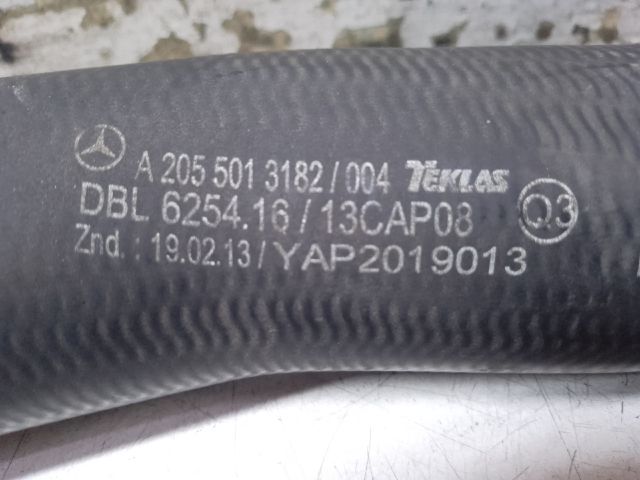 A 205 501 3182/004 TEKLAS
DBL 6254.16/13CAP08 Q3
Znd.: 19.02.13/YAP2019013